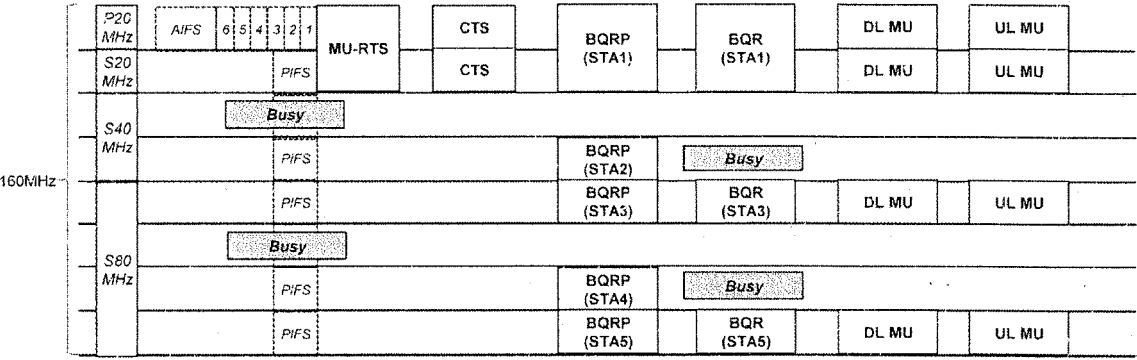 P20
MHz
AIFS
6 5 4 3 2 1
MU-RTS
CTS
BQRP
(STA1)
BQR
(STA1)
DL MU
UL MU
S20
MHz
PIFS
CTS
DL MU
UL MU
Busy
S40
MHz
PIFS
BQRP
(STA2)
Busy
160MHz
PIFS
BQRP
(STA3)
BQR
(STA3)
DL MU
UL MU
Busy
S80
MHz
PIFS
BQRP
(STA4)
Busy
PIFS
BQRP
(STA5)
BQR
(STA5)
DL MU
UL MU